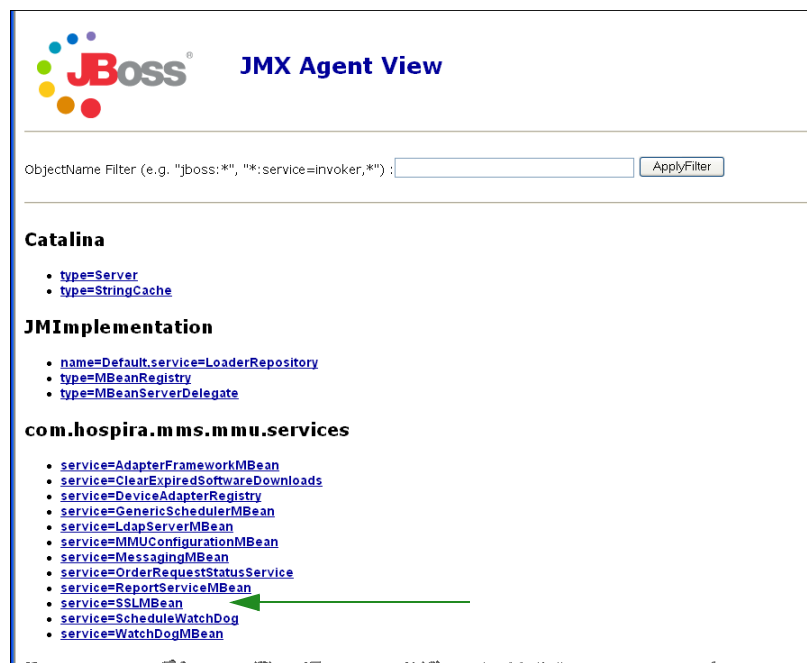 JBoss®
JMX Agent View
ObjectName Filter (e.g. "jboss:*", "*:service=invoker,*") : ApplyFilter
Catalina
type=Server
type=StringCache
JMImplementation
name=Default,service=LoaderRepository
type=MBeanRegistry
type=MBeanServerDelegate
com.hospira.mms.mmu.services
service=AdapterFrameworkMBean
service=ClearExpiredSoftwareDownloads
service=DeviceAdapterRegistry
service=GenericSchedulerMBean
service=LdapServerMBean
service=MMUConfigurationMBean
service=MessagingMBean
service=OrderRequestStatusService
service=ReportServiceMBean
service=SSLMBean
service=ScheduleWatchDog
service=WatchDogMBean